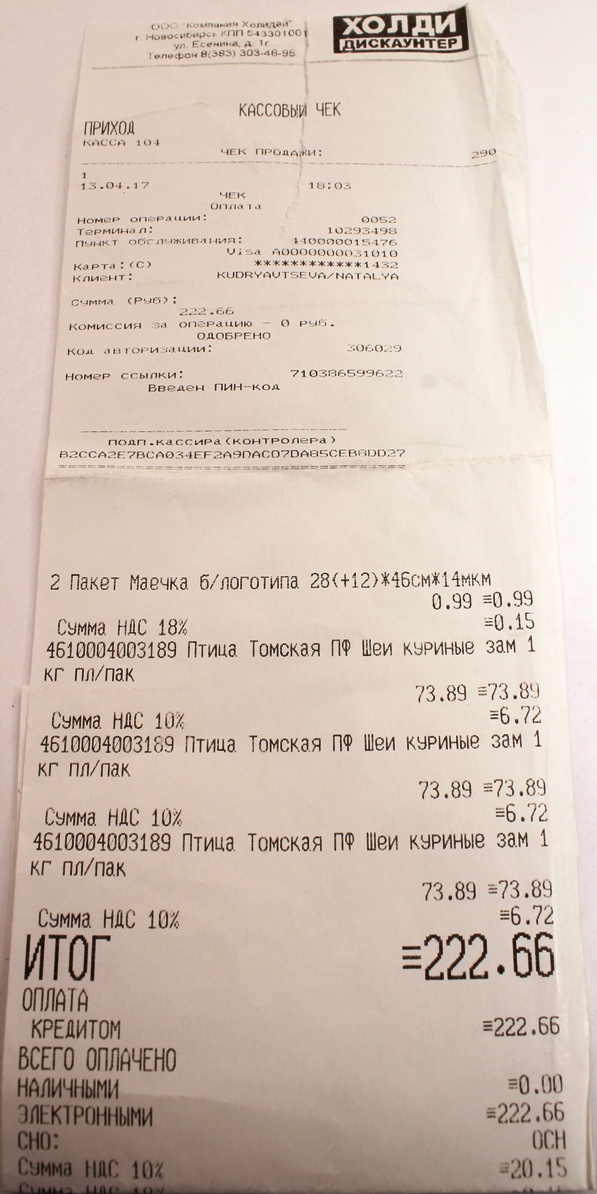 ООО "Компания Холидей"
г. Новосибирск КПП 543301001
ул. Есенина, д. 1г
Телефон 8(383) 303-46-96
ХОЛДИ
ДИСКАУНТЕР
КАССОВЫЙ ЧЕК
ПРИХОД
КАССА 104
ЧЕК ПРОДАЖИ: 290
1
13.04.17 18:03
ЧЕК
Оплата
Номер операции: 0052
Терминал: 10293498
Пункт обслуживания: 440000015476
Visa A0000000031010
Карта:(С) ************1432
Клиент: KUDRYAVTSEVA/NATALYA
Сумма (Руб):
222.66
Комиссия за операцию - 0 руб.
ОДОБРЕНО
Код авторизации: 306029
Номер ссылки: 710386599622
Введен ПИН-код
подп.кассира(контролера)
B2CCA2E7BCA034EF2A9DACD7DA85CEB8DD27
2 Пакет Маечка б/логотипа 28(+12)*46см*14мкм
0.99 =0.99
Сумма НДС 18% =0.15
4610004003189 Птица Томская ПФ Шеи куриные зам 1
кг пл/пак
73.89 =73.89
Сумма НДС 10% =6.72
4610004003189 Птица Томская ПФ Шеи куриные зам 1
кг пл/пак
73.89 =73.89
Сумма НДС 10% =6.72
4610004003189 Птица Томская ПФ Шеи куриные зам 1
кг пл/пак
73.89 =73.89
Сумма НДС 10% =6.72
ИТОГ =222.66
ОПЛАТА
КРЕДИТОМ =222.66
ВСЕГО ОПЛАЧЕНО
НАЛИЧНЫМИ =0.00
ЭЛЕКТРОННЫМИ =222.66
СНО: ОСН
Сумма НДС 10% =20.15